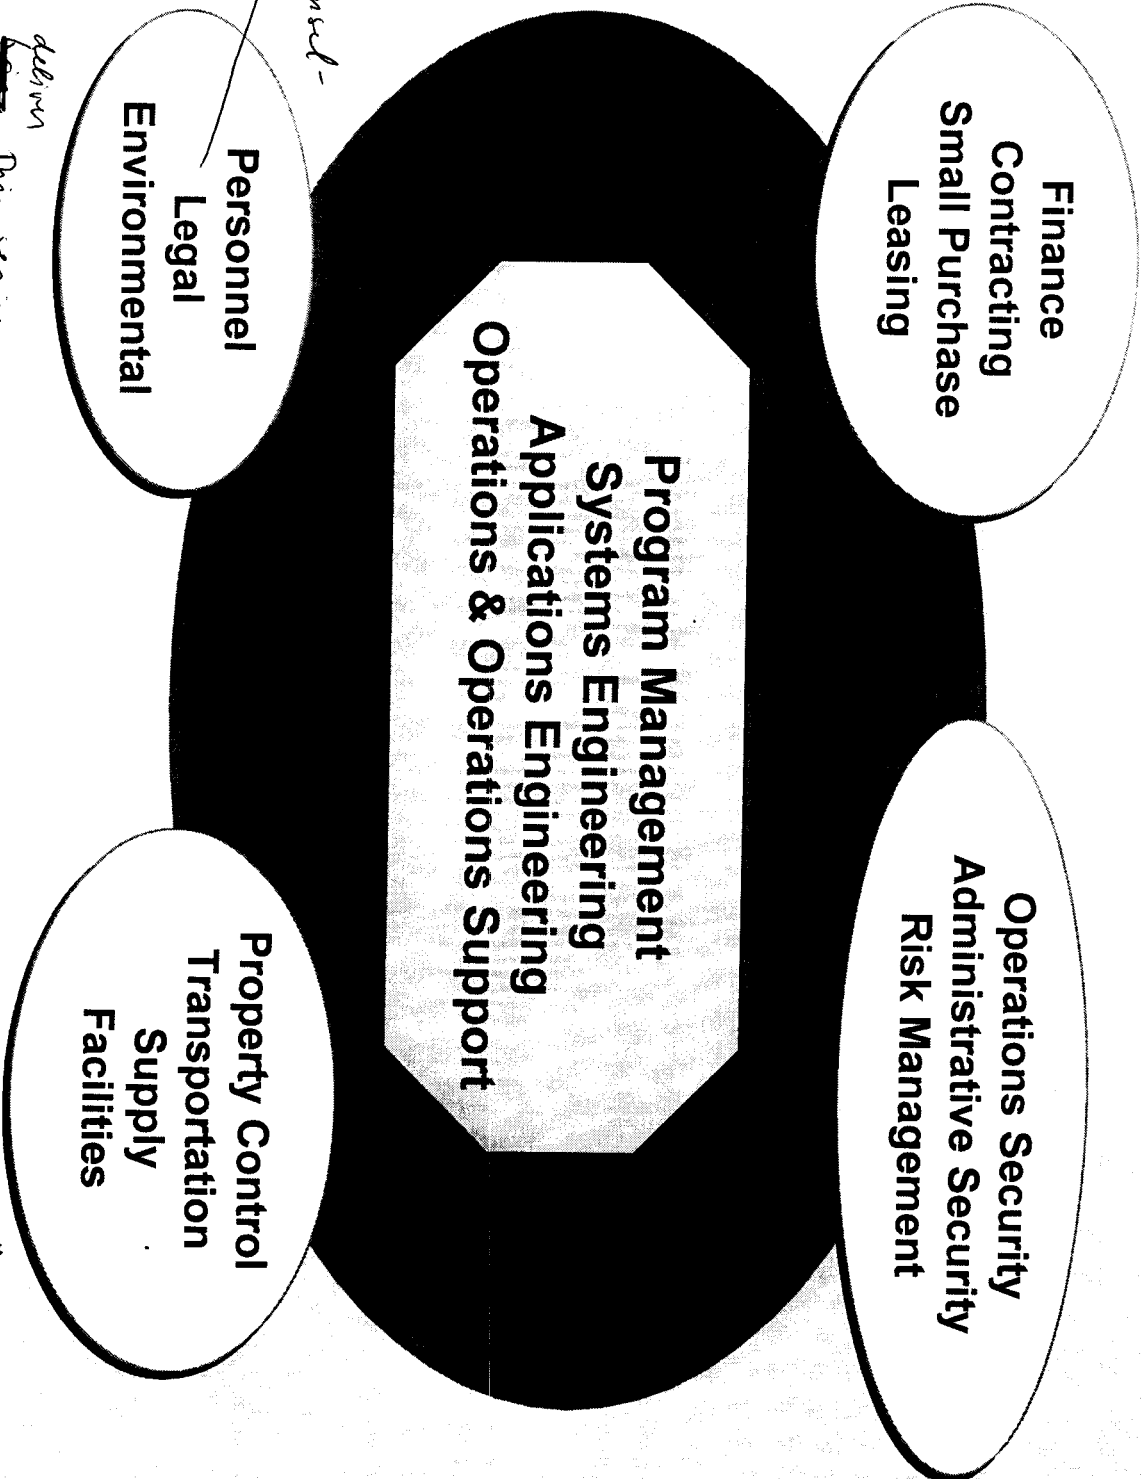 Finance
Contracting
Small Purchase
Leasing
Operations Security
Administrative Security
Risk Management
Program Management
Systems Engineering
Applications Engineering
Operations & Operations Support
Personnel
Legal
Environmental
Property Control
Transportation
Supply
Facilities
deliver